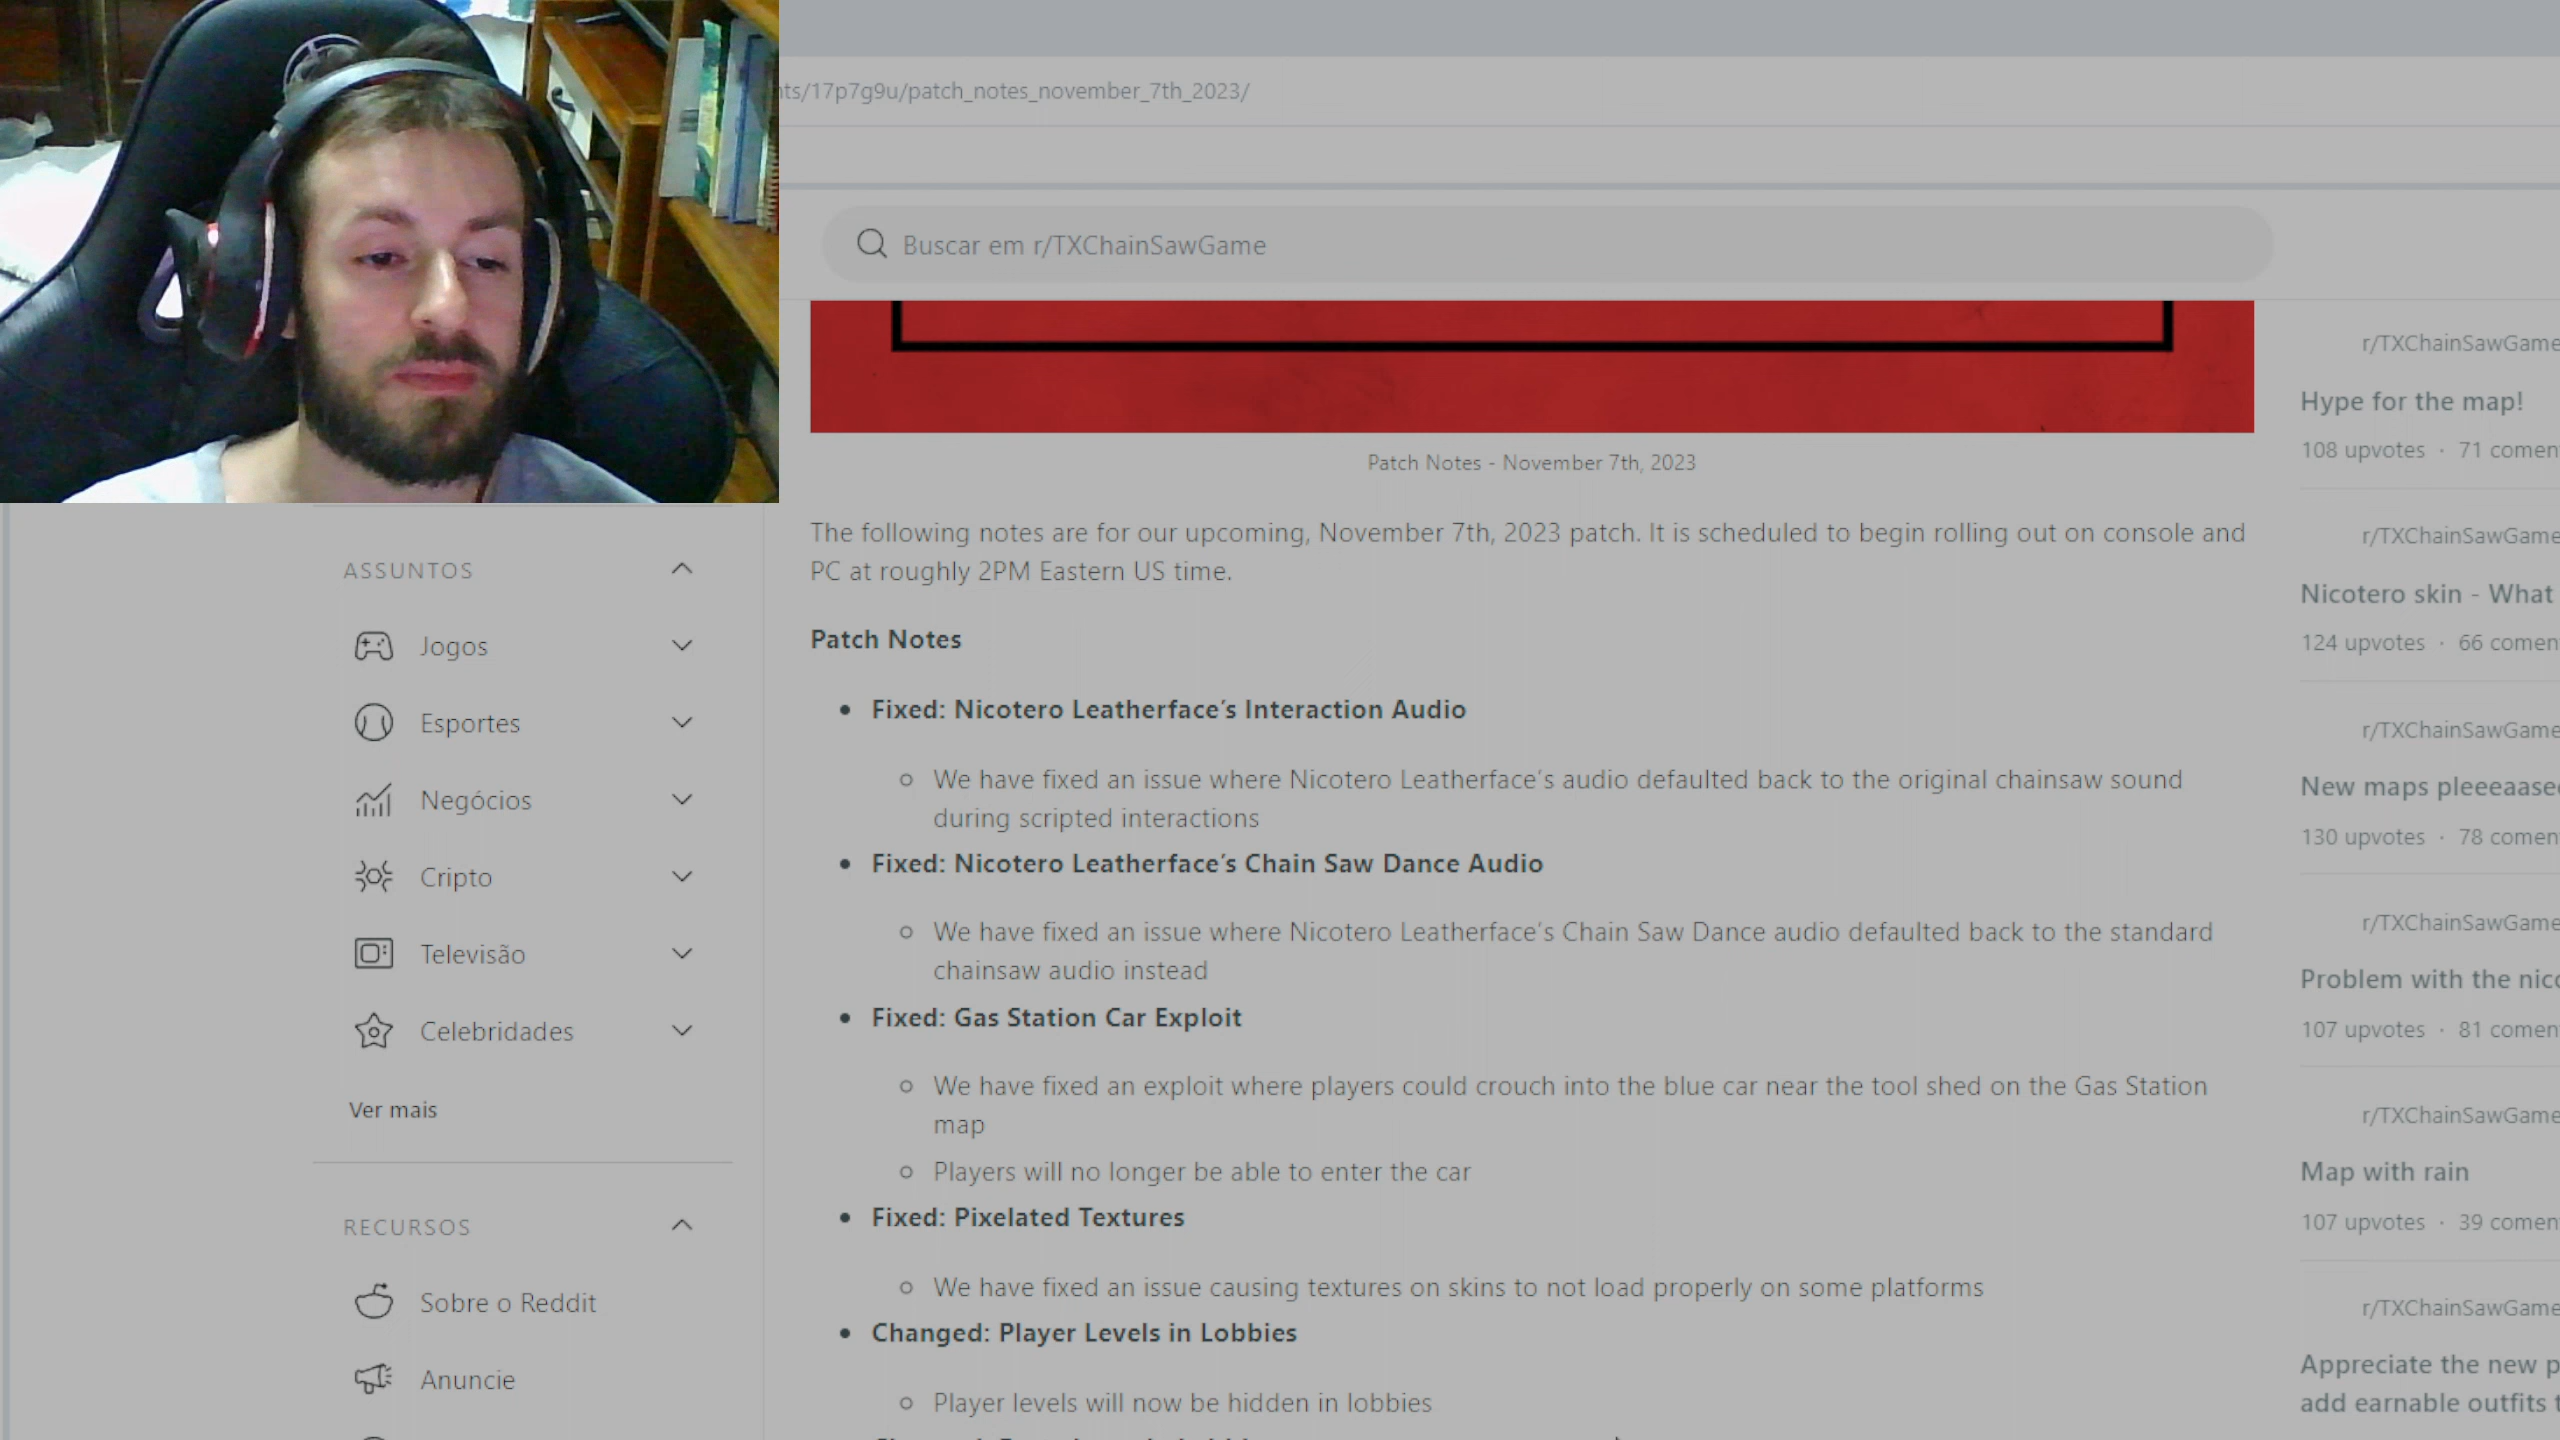 /17p7g9u/patch_notes_november_7th_2023/
Buscar em r/TXChainSawGame
Patch Notes - November 7th, 2023
The following notes are for our upcoming, November 7th, 2023 patch. It is scheduled to begin rolling out on console and
PC at roughly 2PM Eastern US time.
Patch Notes
• Fixed: Nicotero Leatherface's Interaction Audio
○ We have fixed an issue where Nicotero Leatherface's audio defaulted back to the original chainsaw sound
during scripted interactions
• Fixed: Nicotero Leatherface's Chain Saw Dance Audio
○ We have fixed an issue where Nicotero Leatherface's Chain Saw Dance audio defaulted back to the standard
chainsaw audio instead
• Fixed: Gas Station Car Exploit
○ We have fixed an exploit where players could crouch into the blue car near the tool shed on the Gas Station
map
○ Players will no longer be able to enter the car
• Fixed: Pixelated Textures
○ We have fixed an issue causing textures on skins to not load properly on some platforms
• Changed: Player Levels in Lobbies
○ Player levels will now be hidden in lobbies
ASSUNTOS
Jogos
Esportes
Negócios
Cripto
Televisão
Celebridades
Ver mais
RECURSOS
Sobre o Reddit
Anuncie
r/TXChainSawGame
Hype for the map!
108 upvotes · 71 comen
r/TXChainSawGame
Nicotero skin - What
124 upvotes · 66 comen
r/TXChainSawGame
New maps pleeeaase
130 upvotes · 78 comen
r/TXChainSawGame
Problem with the nic
107 upvotes · 81 comen
r/TXChainSawGame
Map with rain
107 upvotes · 39 comen
r/TXChainSawGame
Appreciate the new p
add earnable outfits t